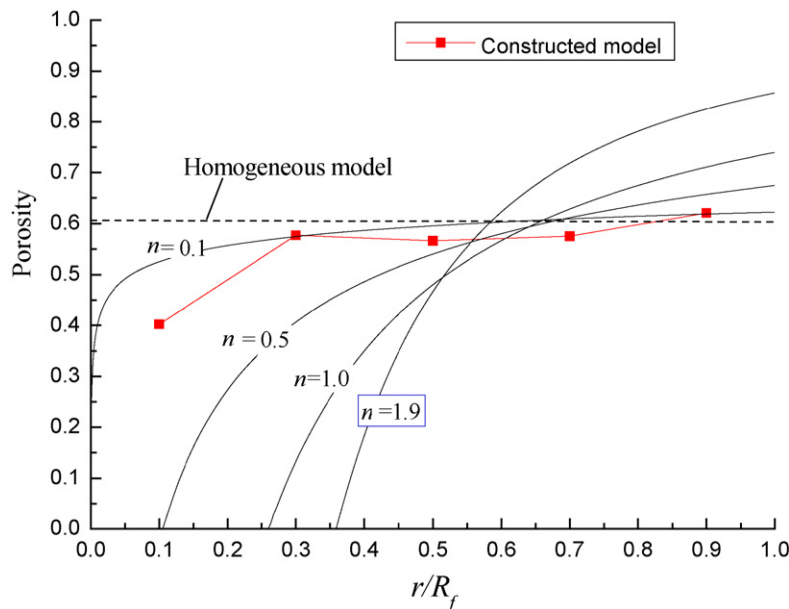 1.0
Constructed model
0.9
0.8
0.7
Homogeneous model
0.6
n= 0.1
0.5
0.4
n = 0.5
0.3
n=1.0
n =1.9
0.2
0.1
0.0
Porosity
0.0 0.1 0.2 0.3 0.4 0.5 0.6 0.7 0.8 0.9 1.0
r/R_f